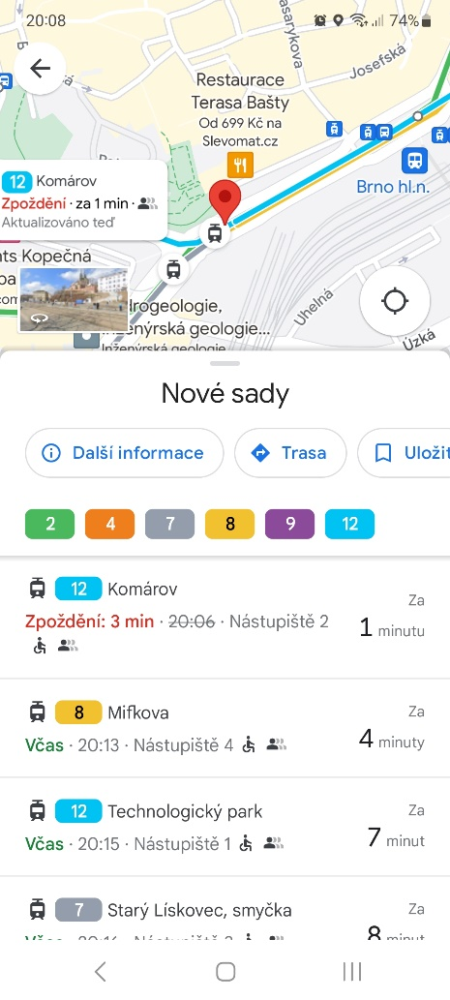 20:08
74%
Josefská
Restaurace
Terasa Bašty
Od 699 Kč na
Slevomat.cz
Brno hl.n.
12 Komárov
Zpoždění · za 1 min ·
Aktualizováno teď
nts Kopečná
drogeologie,
inženýrská geologie...
Inženýrská geologie
Uhelná
Úzká
Nové sady
Další informace
Trasa
Uložit
2
4
7
8
9
12
12 Komárov
Zpoždění: 3 min · 20:06 · Nástupiště 2
Za
1 minutu
8 Mifkova
Včas · 20:13 · Nástupiště 4
Za
4 minuty
12 Technologický park
Včas · 20:15 · Nástupiště 1
Za
7 minut
7 Starý Lískovec, smyčka
Za
8 minut